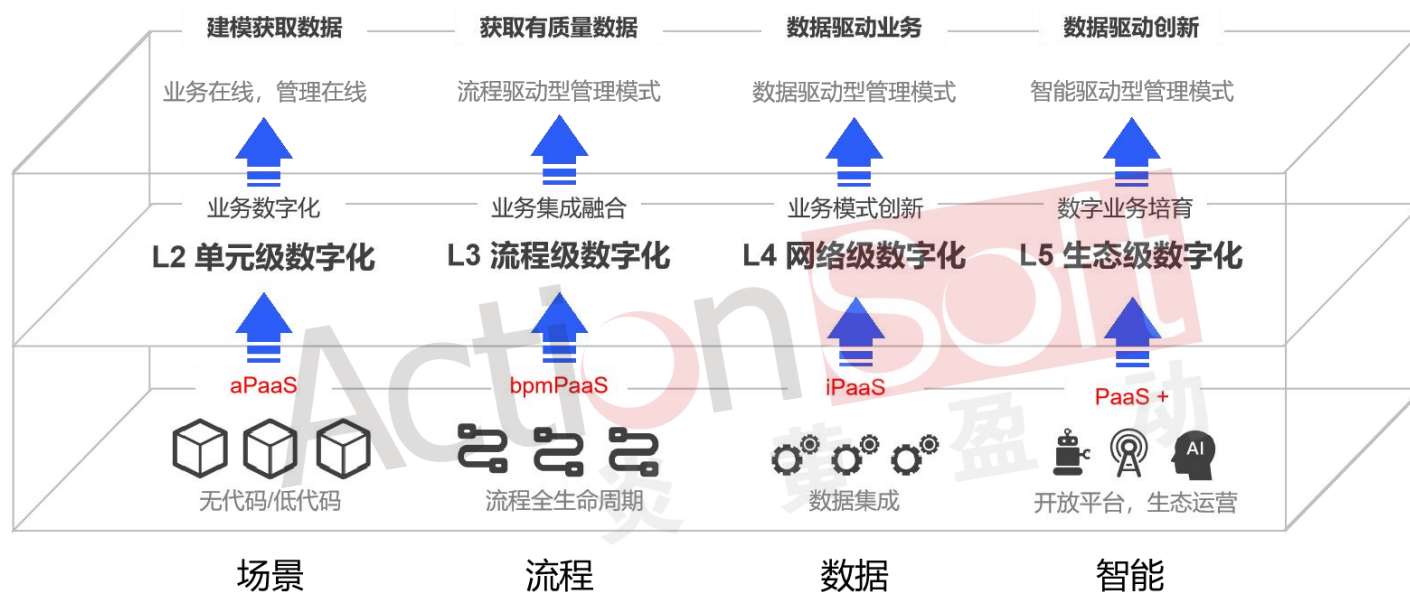 建模获取数据
获取有质量数据
数据驱动业务
数据驱动创新
业务在线，管理在线
流程驱动型管理模式
数据驱动型管理模式
智能驱动型管理模式
业务数字化
业务集成融合
业务模式创新
数字业务培育
L2 单元级数字化
L3 流程级数字化
L4 网络级数字化
L5 生态级数字化
ActionSoft
炎黄盈动
aPaaS
bpmPaaS
iPaaS
PaaS +
AI
无代码/低代码
流程全生命周期
数据集成
开放平台，生态运营
场景
流程
数据
智能